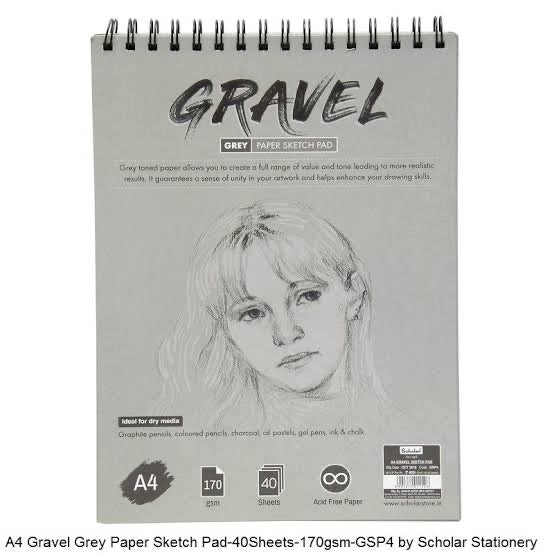 GRAVEL
GREY PAPER SKETCH PAD
Grey toned paper allows you to create a full range of value and tone leading to more realistic
results. It guarantees a sense of unity in your artwork and helps enhance your drawing skills.
Ideal for dry media
Graphite pencils, coloured pencils, charcoal, oil pastels, gel pens, ink & chalk.
A4
170
gsm
40
Sheets
Acid Free Paper
Scholar
A4 GRAVEL SKETCH PAD
www.scholarstore.in
A4 Gravel Grey Paper Sketch Pad-40Sheets-170gsm-GSP4 by Scholar Stationery